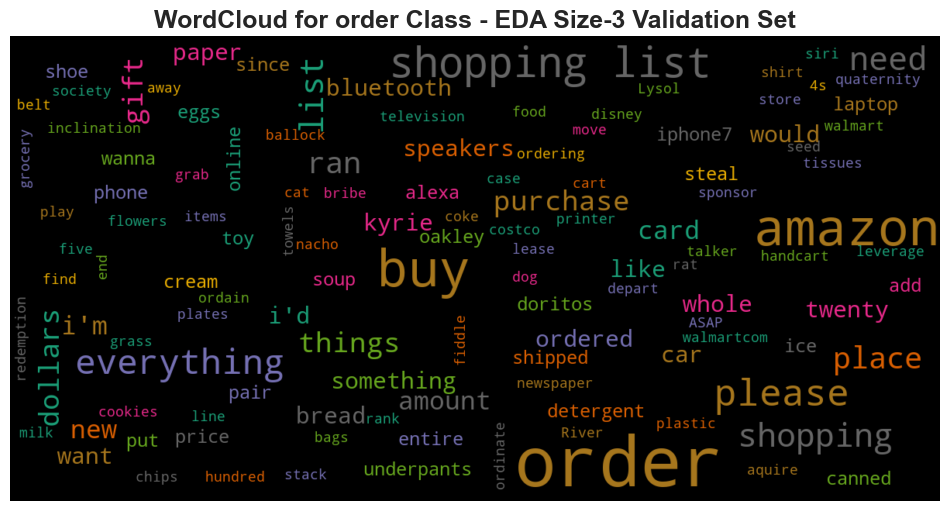 WordCloud for order Class - EDA Size-3 Validation Set
shoe society belt away gift paper since list bluetooth shopping list siri need
shirt 4s quaternity store laptop Lysol walmart
grocery inclination eggs online ballock television food disney move iphone7 would seed tissues
wanna grab ran speakers ordering steal
phone cat bribe alexa case cart purchase sponsor
play flowers items toy towels nacho kyrie coke oakley costco printer card amazon
five end find cream soup buy lease dog depart like talker rat handcart leverage
ordain plates i'd doritos whole twenty add
redemption dollars i'm grass things fiddle ordered ASAP walmartcom
everything something shipped car ice place
pair amount newspaper please
cookies line bread rank detergent plastic
milk new put price bags entire River shopping
want chips hundred stack underpants ordinate order aquire canned